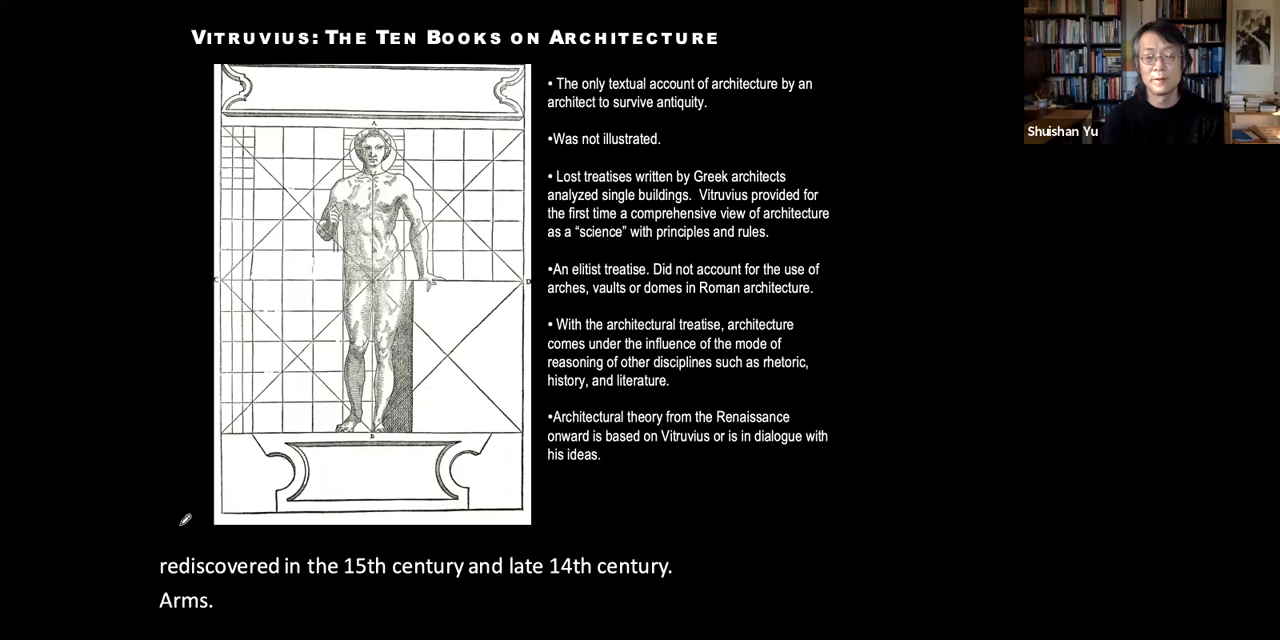 VITRUVIUS: THE TEN BOOKS ON ARCHITECTURE
• The only textual account of architecture by an
architect to survive antiquity.
•Was not illustrated.
• Lost treatises written by Greek architects
analyzed single buildings. Vitruvius provided for
the first time a comprehensive view of architecture
as a “science” with principles and rules.
•An elitist treatise. Did not account for the use of
arches, vaults or domes in Roman architecture.
• With the architectural treatise, architecture
comes under the influence of the mode of
reasoning of other disciplines such as rhetoric,
history, and literature.
•Architectural theory from the Renaissance
onward is based on Vitruvius or is in dialogue with
his ideas.
A
C
D
B
Shuishan Yu
rediscovered in the 15th century and late 14th century.
Arms.